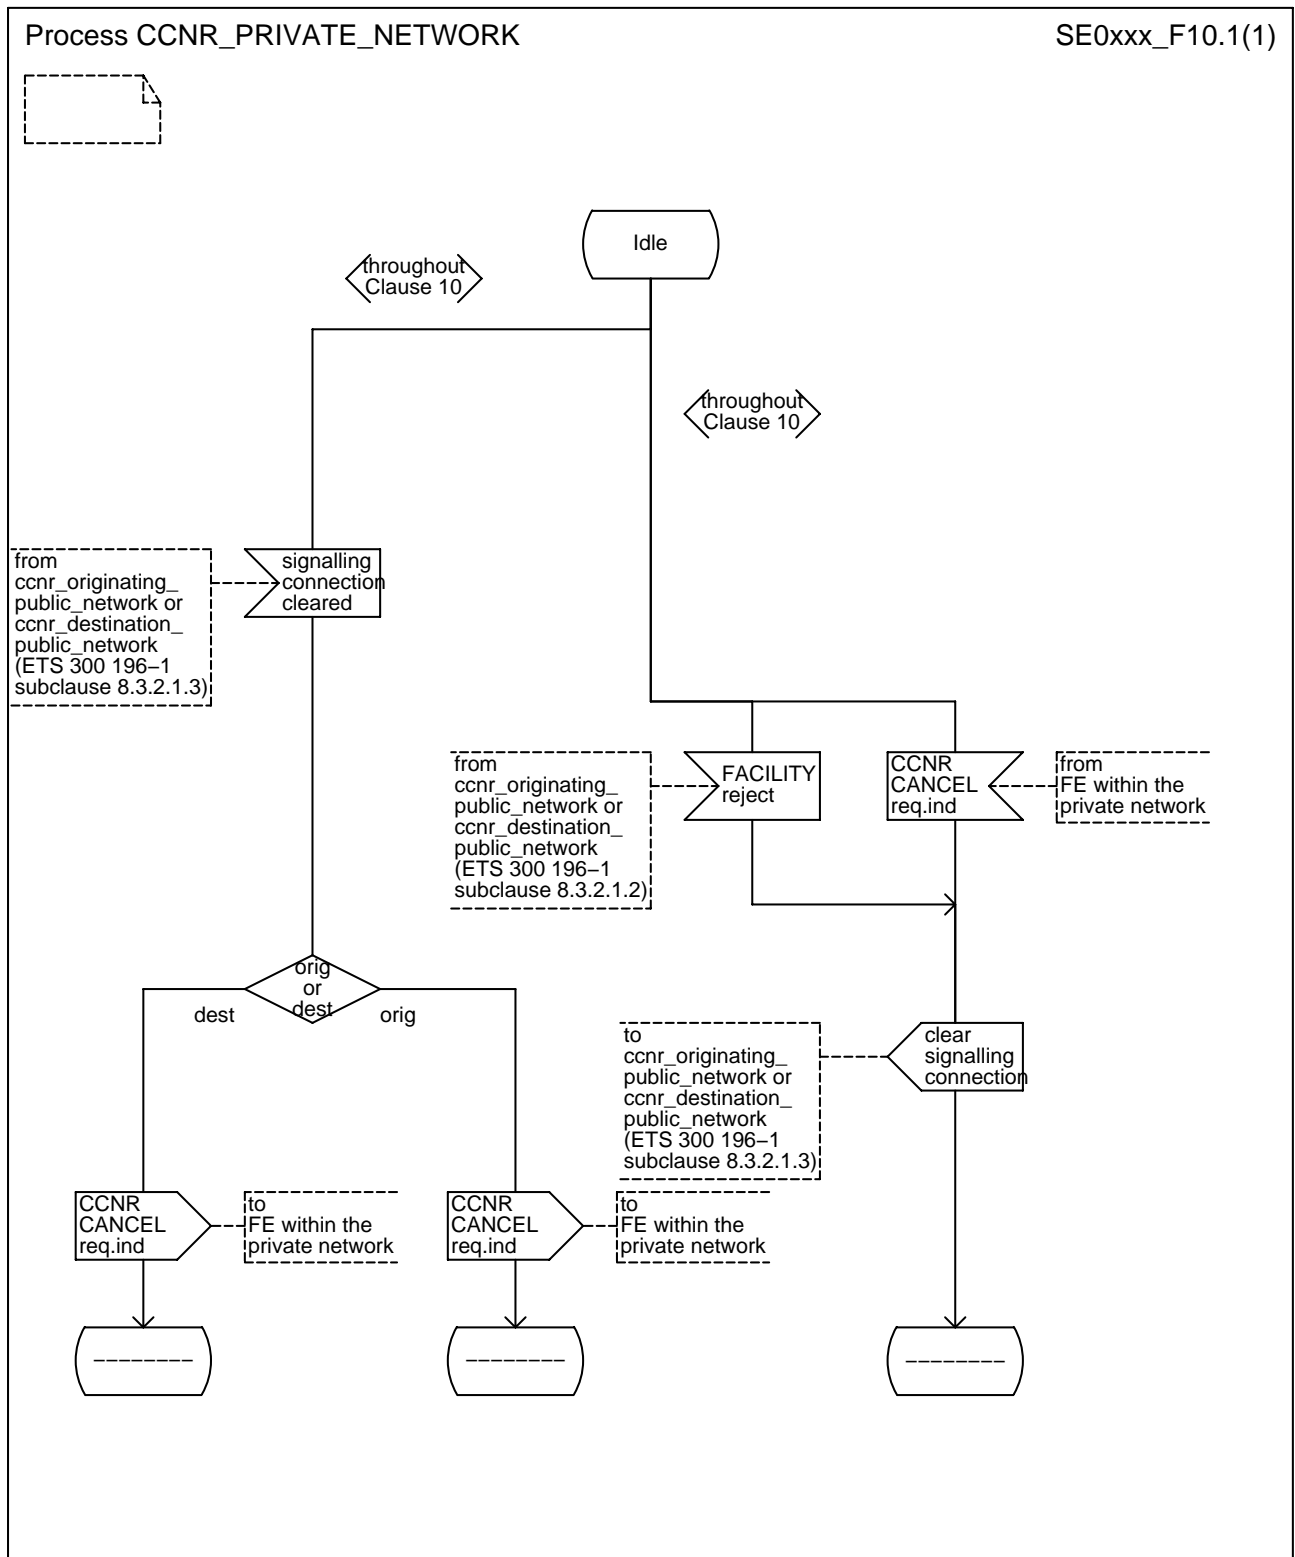 Process CCNR_PRIVATE_NETWORK
SE0xxx_F10.1(1)
Idle
throughout
Clause 10
throughout
Clause 10
from
ccnr_originating_
public_network or
ccnr_destination_
public_network
(ETS 300 196−1
subclause 8.3.2.1.3)
signalling
connection
cleared
from
ccnr_originating_
public_network or
ccnr_destination_
public_network
(ETS 300 196−1
subclause 8.3.2.1.2)
FACILITY
reject
CCNR
CANCEL
req.ind
from
FE within the
private network
orig
or
dest
dest
orig
to
ccnr_originating_
public_network or
ccnr_destination_
public_network
(ETS 300 196−1
subclause 8.3.2.1.3)
clear
signalling
connection
CCNR
CANCEL
req.ind
to
FE within the
private network
CCNR
CANCEL
req.ind
to
FE within the
private network